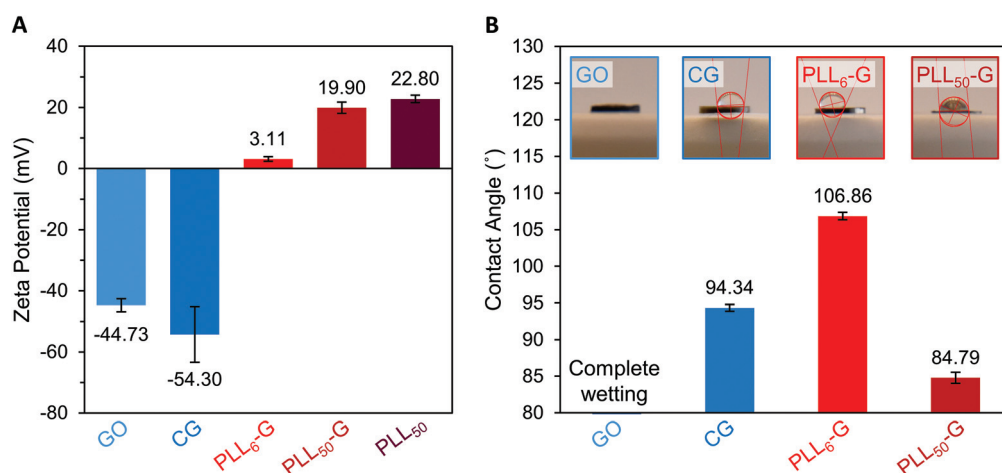 A
Zeta Potential (mV)
40
20
0
-20
-40
-60
-80
-44.73
-54.30
3.11
19.90
22.80
GO
CG
PLL₆-G
PLL₅₀-G
PLL₅₀
B
Contact Angle (°)
130
125
120
115
110
105
100
95
90
85
80
GO
CG
PLL₆-G
PLL₅₀-G
Complete
wetting
94.34
106.86
84.79
GO
CG
PLL₆-G
PLL₅₀-G